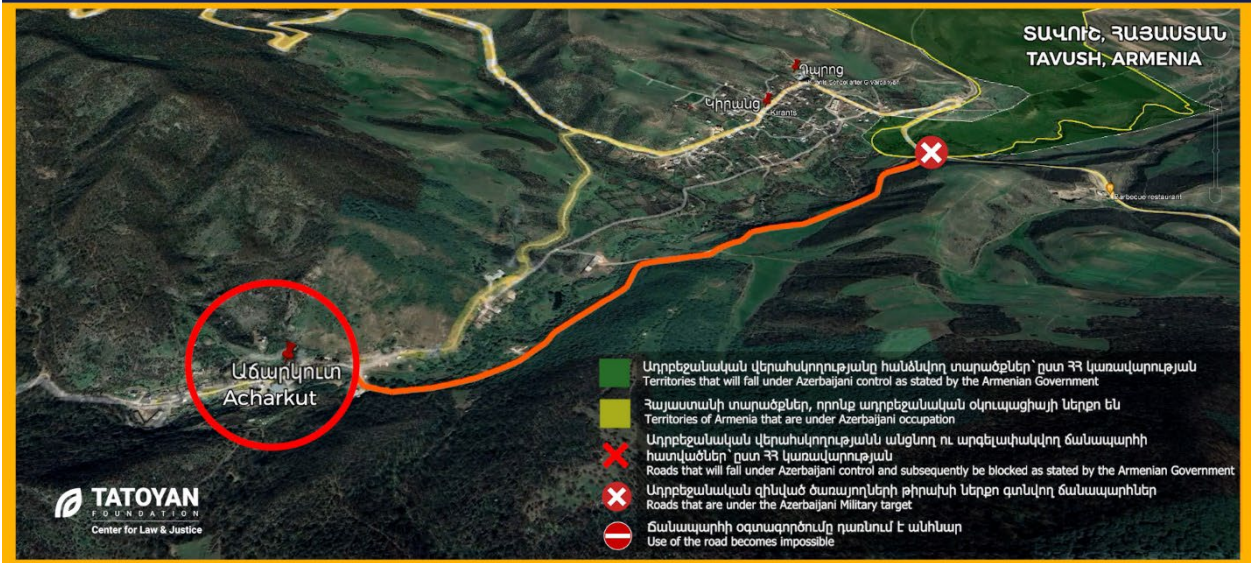 ՏԱՎՈՒՇ, ՀԱՅԱՍՏԱՆ
TAVUSH, ARMENIA
Դպրոց
Կիրանց
Kirants
Barbecue restaurant
Աճարկուտ
Acharkut
Ադրբեջանական վերահսկողությանը հանձնվող տարածքներ՝ ըստ ՀՀ կառավարության
Territories that will fall under Azerbaijani control as stated by the Armenian Government
Հայաստանի տարածքներ, որոնք ադրբեջանական օկուպացիայի ներքո են
Territories of Armenia that are under Azerbaijani occupation
Ադրբեջանական վերահսկողությանն անցնող ու արգելափակվող ճանապարհի
հատվածներ՝ ըստ ՀՀ կառավարության
Roads that will fall under Azerbaijani control and subsequently be blocked as stated by the Armenian Government
Ադրբեջանական զինված ծառայողների թիրախի ներքո գտնվող ճանապարհներ
Roads that are under the Azerbaijani Military target
Ճանապարհի օգտագործումը դառնում է անհնար
Use of the road becomes impossible
TATOYAN
FOUNDATION
Center for Law & Justice